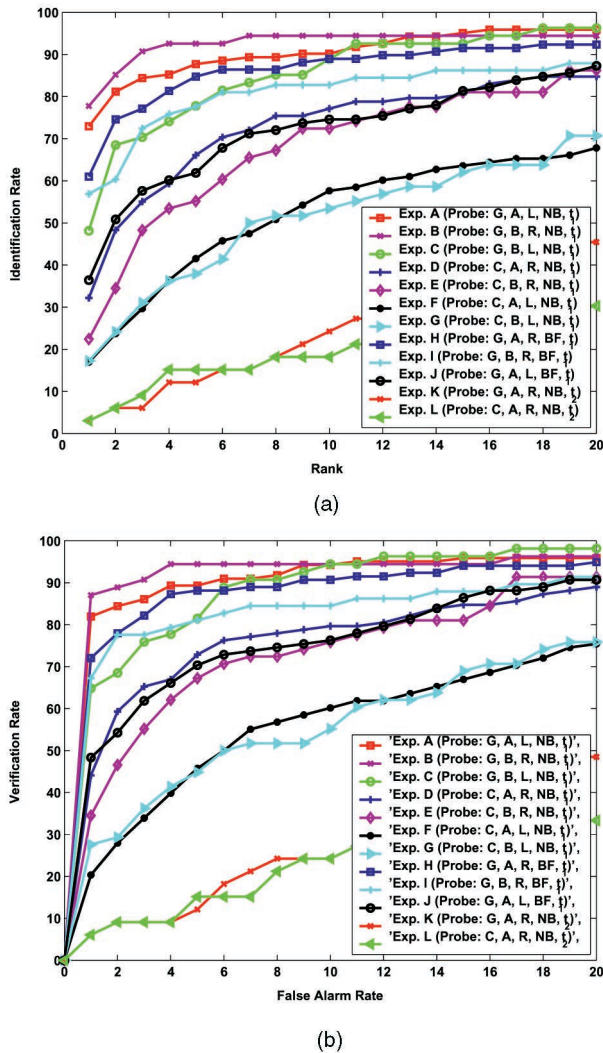 100
90
80
70
60
50
40
30
20
10
0
Identification Rate
Exp. A (Probe: G, A, L, NB, t1)
Exp. B (Probe: G, B, R, NB, t1)
Exp. C (Probe: G, B, L, NB, t1)
Exp. D (Probe: C, A, R, NB, t1)
Exp. E (Probe: C, B, R, NB, t1)
Exp. F (Probe: C, A, L, NB, t1)
Exp. G (Probe: C, B, L, NB, t1)
Exp. H (Probe: G, A, R, BF, t1)
Exp. I (Probe: G, B, R, BF, t1)
Exp. J (Probe: G, A, L, BF, t1)
Exp. K (Probe: G, A, R, NB, t2)
Exp. L (Probe: C, A, R, NB, t2)
0 2 4 6 8 10 12 14 16 18 20
Rank
(a)
100
90
80
70
60
50
40
30
20
10
0
Verification Rate
'Exp. A (Probe: G, A, L, NB, t1)',
'Exp. B (Probe: G, B, R, NB, t1)',
'Exp. C (Probe: G, B, L, NB, t1)',
'Exp. D (Probe: C, A, R, NB, t1)',
'Exp. E (Probe: C, B, R, NB, t1)',
'Exp. F (Probe: C, A, L, NB, t1)',
'Exp. G (Probe: C, B, L, NB, t1)',
'Exp. H (Probe: G, A, R, BF, t1)',
'Exp. I (Probe: G, B, R, BF, t1)',
'Exp. J (Probe: G, A, L, BF, t1)',
'Exp. K (Probe: G, A, R, NB, t2)',
'Exp. L (Probe: C, A, R, NB, t2)',
0 2 4 6 8 10 12 14 16 18 20
False Alarm Rate
(b)